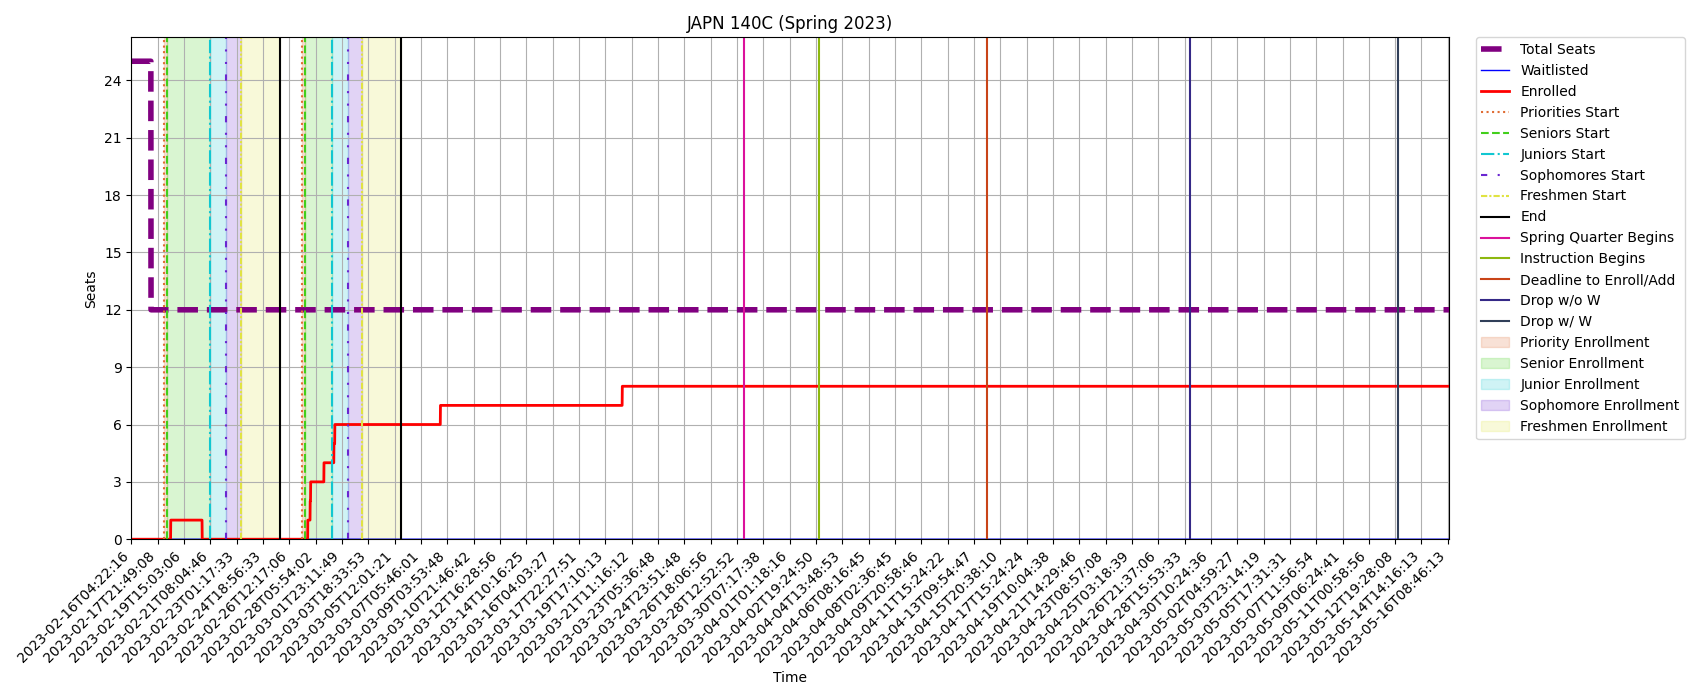 JAPN 140C (Spring 2023)
Seats
24
21
18
15
12
9
6
3
0
2023-02-16T04:22:16
2023-02-17T21:49:08
2023-02-19T15:03:06
2023-02-21T08:04:46
2023-02-23T01:17:33
2023-02-24T18:56:33
2023-02-26T12:17:09
2023-02-28T05:54:02
2023-03-01T23:11:49
2023-03-03T18:33:53
2023-03-05T12:01:21
2023-03-07T05:46:01
2023-03-09T03:53:48
2023-03-10T21:46:42
2023-03-12T16:28:56
2023-03-14T10:16:25
2023-03-16T04:03:27
2023-03-17T22:27:51
2023-03-19T17:10:13
2023-03-21T11:16:12
2023-03-23T05:36:48
2023-03-24T23:51:48
2023-03-26T18:06:56
2023-03-28T12:52:52
2023-03-30T07:17:38
2023-04-01T01:18:16
2023-04-02T19:24:50
2023-04-04T13:48:53
2023-04-06T08:16:45
2023-04-08T02:36:45
2023-04-09T20:58:46
2023-04-11T15:24:22
2023-04-13T09:54:47
2023-04-15T20:38:10
2023-04-17T15:24:24
2023-04-19T10:04:38
2023-04-21T14:29:46
2023-04-23T08:57:08
2023-04-25T03:18:39
2023-04-26T21:37:06
2023-04-28T15:53:33
2023-04-30T10:24:36
2023-05-02T04:59:27
2023-05-03T23:14:19
2023-05-05T17:31:31
2023-05-07T11:56:54
2023-05-09T06:24:41
2023-05-11T00:58:56
2023-05-12T19:28:08
2023-05-14T14:16:13
2023-05-16T08:46:13
Time
Total Seats
Waitlisted
Enrolled
Priorities Start
Seniors Start
Juniors Start
Sophomores Start
Freshmen Start
End
Spring Quarter Begins
Instruction Begins
Deadline to Enroll/Add
Drop w/o W
Drop w/ W
Priority Enrollment
Senior Enrollment
Junior Enrollment
Sophomore Enrollment
Freshmen Enrollment